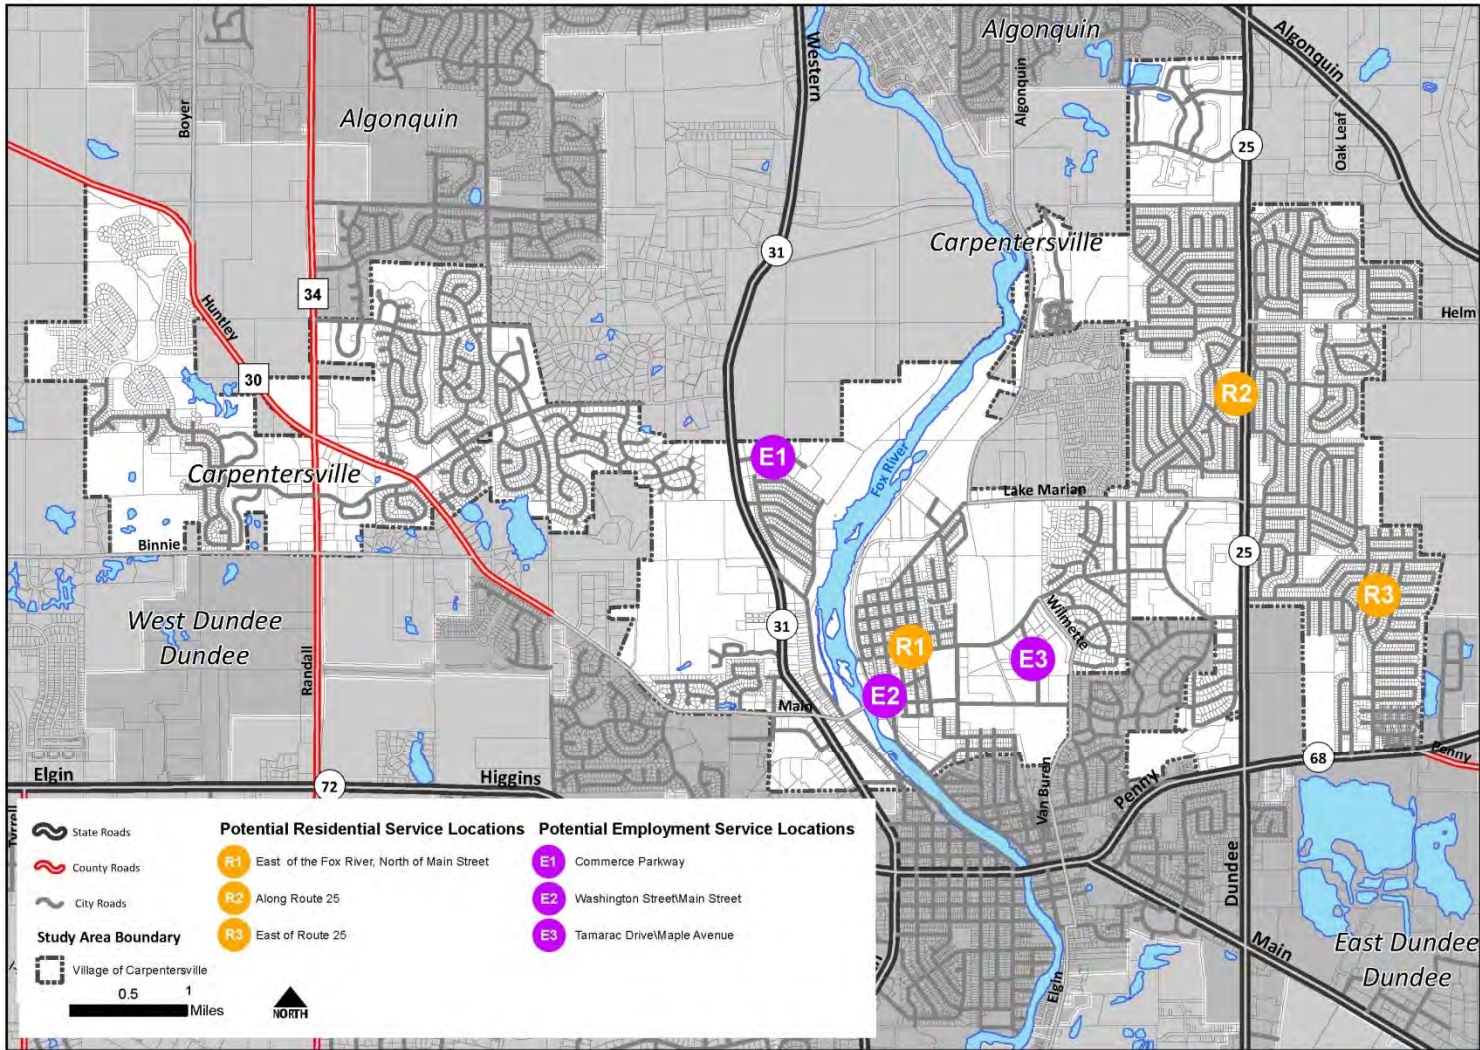 Algonquin
Western
Algonquin
Algonquin
Boyer
Algonquin
Oak Leaf
25
31
Carpentersville
34
Huntley
Helm
30
R2
E1
Fox River
Carpentersville
Lake Marian
Binnie
25
R3
West Dundee
Dundee
31
Wilmette
R1
E3
Randall
E2
Main
Penny
68
Elgin
Higgins
72
Van Buren
Penny
Tyrrell
Dundee
Main
East Dundee
Dundee
Elgin
State Roads
County Roads
City Roads
Study Area Boundary
Village of Carpentersville
0.5 1
Miles
NORTH
Potential Residential Service Locations
R1 East of the Fox River, North of Main Street
R2 Along Route 25
R3 East of Route 25
Potential Employment Service Locations
E1 Commerce Parkway
E2 Washington Street\Main Street
E3 Tamarac Drive\Maple Avenue